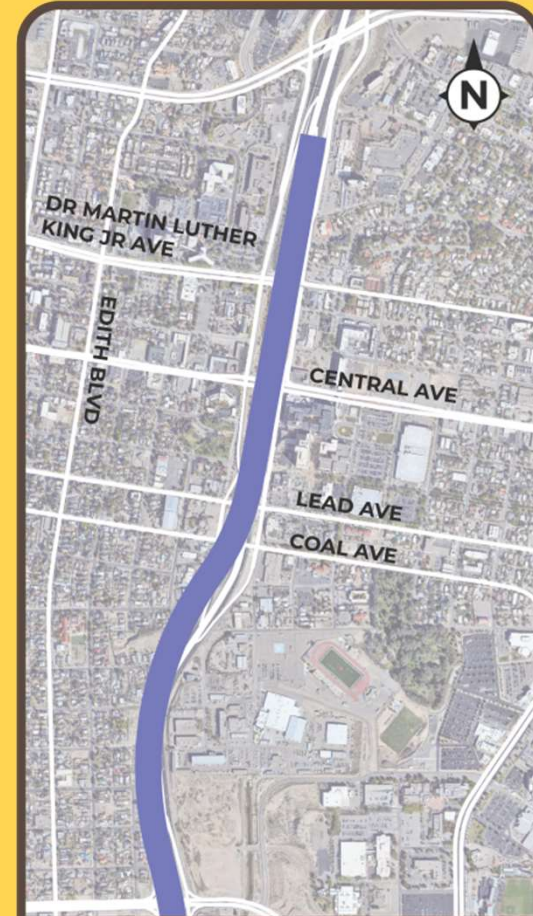 N
DR MARTIN LUTHER
KING JR AVE
EDITH BLVD
CENTRAL AVE
LEAD AVE
COAL AVE